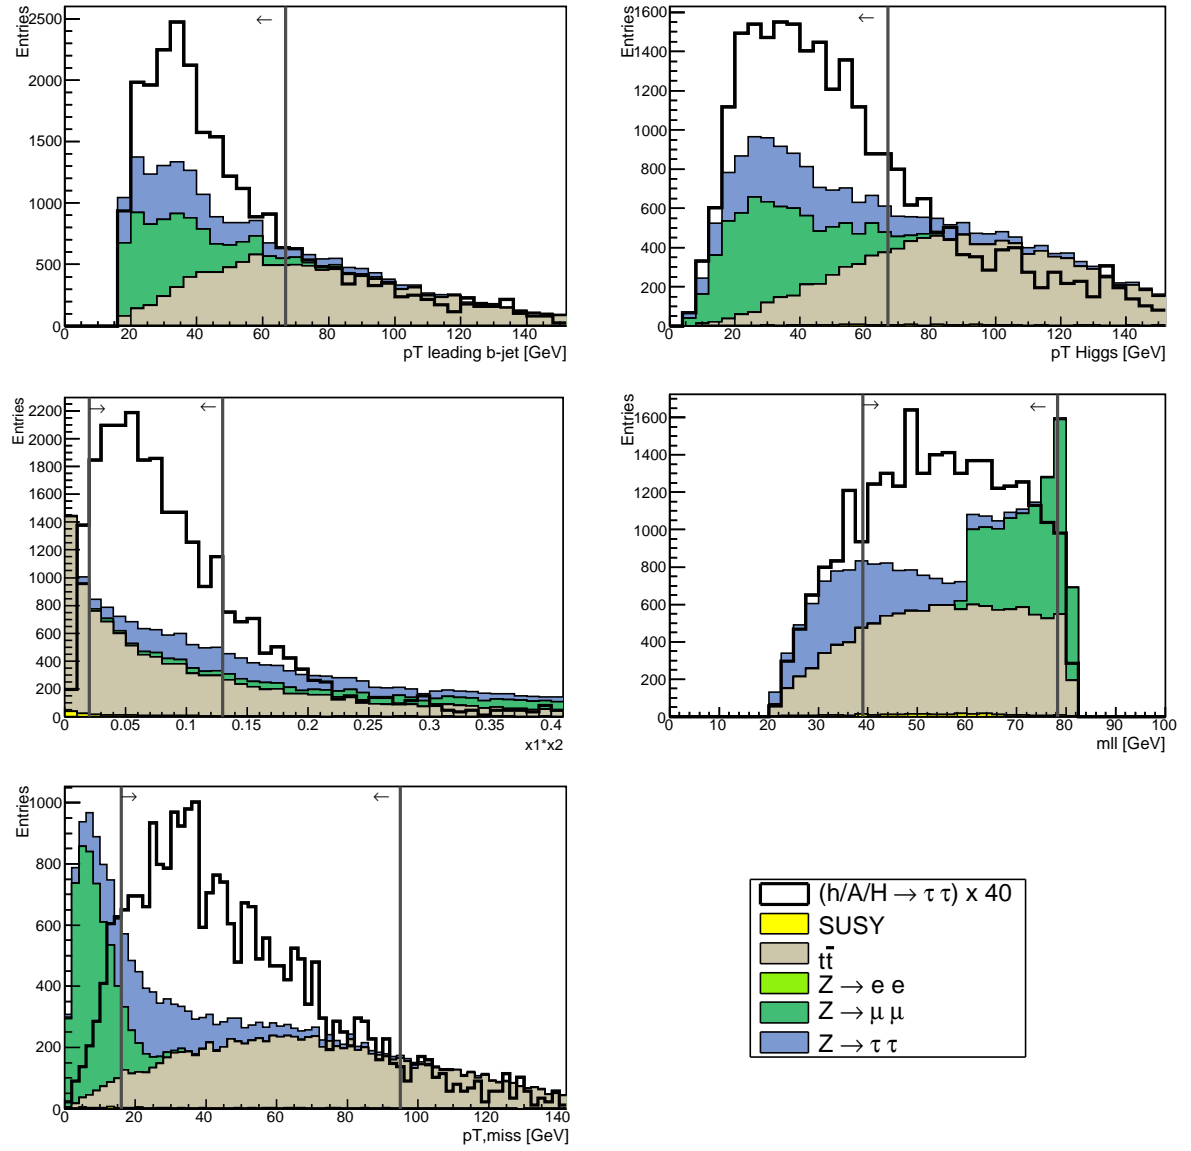 Entries
2500
2000
1500
1000
500
0
0 20 40 60 80 100 120 140
pT leading b-jet [GeV]
←
Entries
1600
1400
1200
1000
800
600
400
200
0
0 20 40 60 80 100 120 140
pT Higgs [GeV]
←
Entries
2200
2000
1800
1600
1400
1200
1000
800
600
400
200
0
0 0.05 0.1 0.15 0.2 0.25 0.3 0.35 0.4
x1*x2
→ ←
Entries
1600
1400
1200
1000
800
600
400
200
0
0 10 20 30 40 50 60 70 80 90 100
mll [GeV]
→ ←
Entries
1000
800
600
400
200
0
0 20 40 60 80 100 120 140
pT,miss [GeV]
→ ←
(h/A/H → τ τ) x 40
SUSY
tt̄
Z → e e
Z → μ μ
Z → τ τ